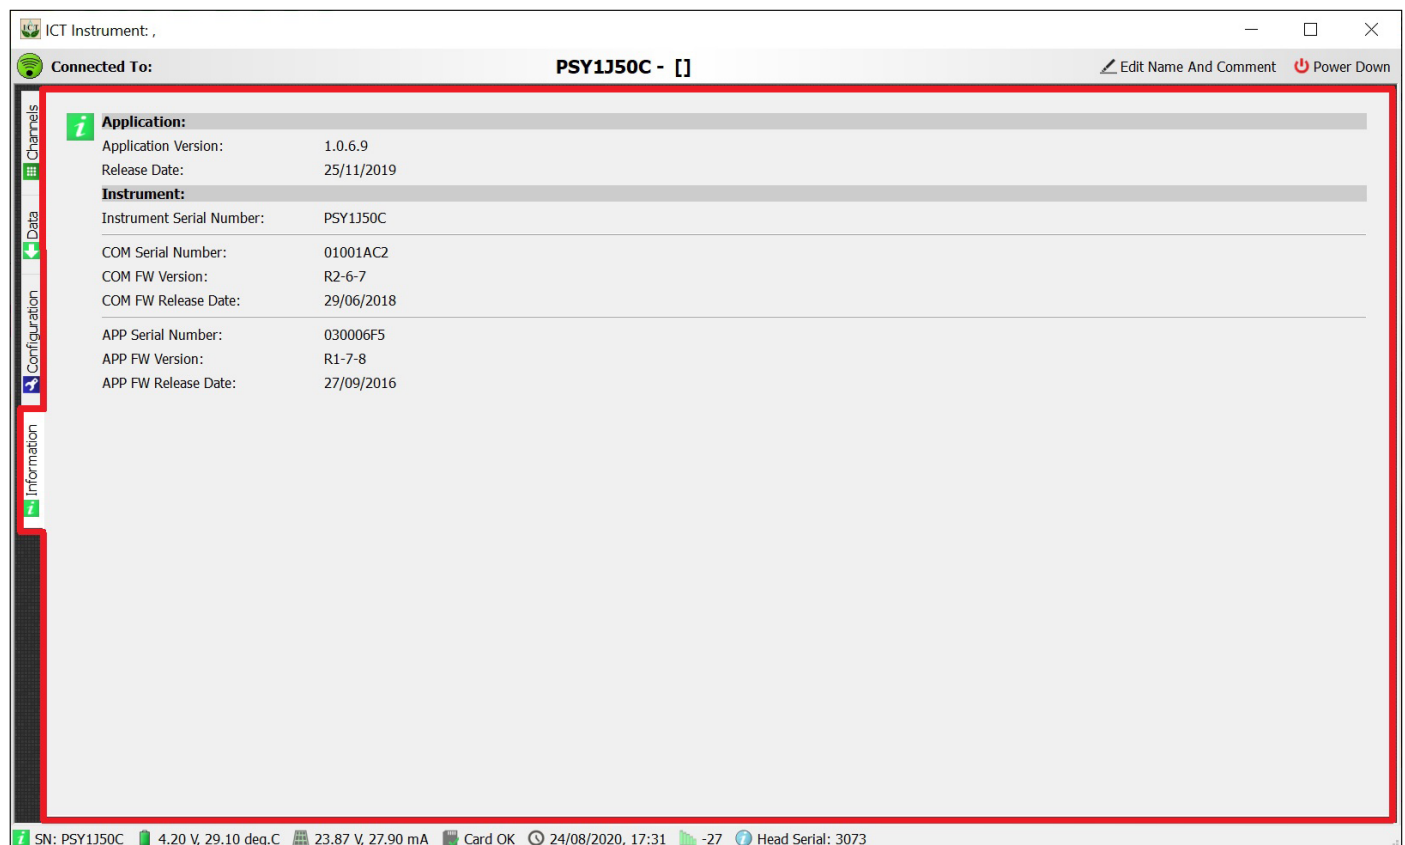 ICT Instrument: ,
Connected To: PSY1J50C - [] Edit Name And Comment Power Down
Channels
Data
Configuration
Information
Application:
Application Version: 1.0.6.9
Release Date: 25/11/2019
Instrument:
Instrument Serial Number: PSY1J50C
COM Serial Number: 01001AC2
COM FW Version: R2-6-7
COM FW Release Date: 29/06/2018
APP Serial Number: 030006F5
APP FW Version: R1-7-8
APP FW Release Date: 27/09/2016
SN: PSY1J50C 4.20 V, 29.10 deg.C 23.87 V, 27.90 mA Card OK 24/08/2020, 17:31 -27 Head Serial: 3073